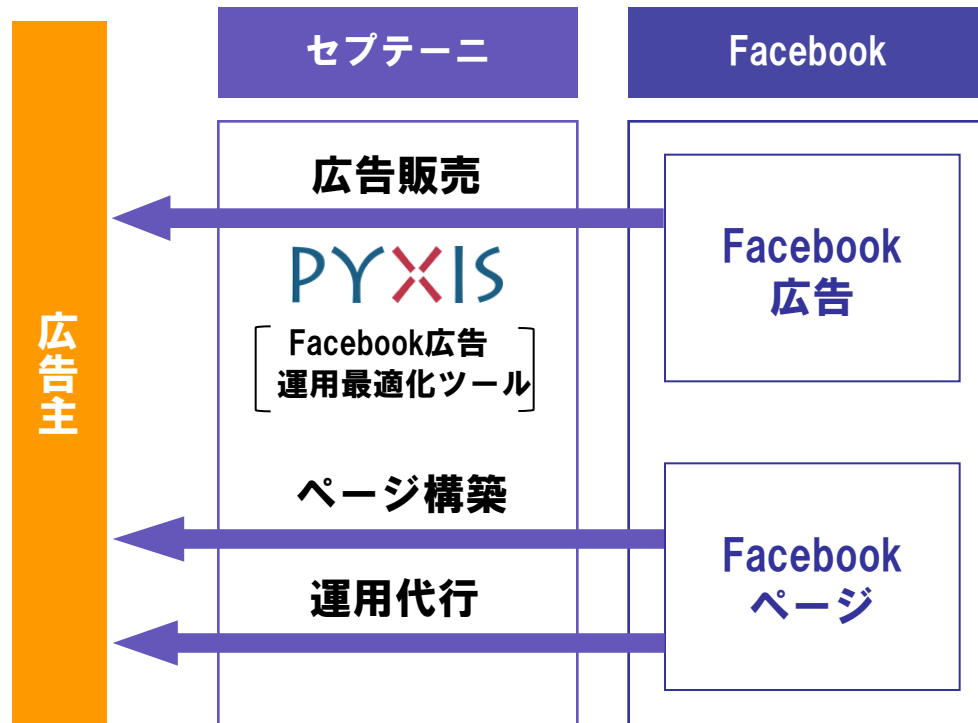 セプテーニ
Facebook
広告主
広告販売
PYXIS
Facebook広告
運用最適化ツール
ページ構築
運用代行
Facebook
広告
Facebook
ページ